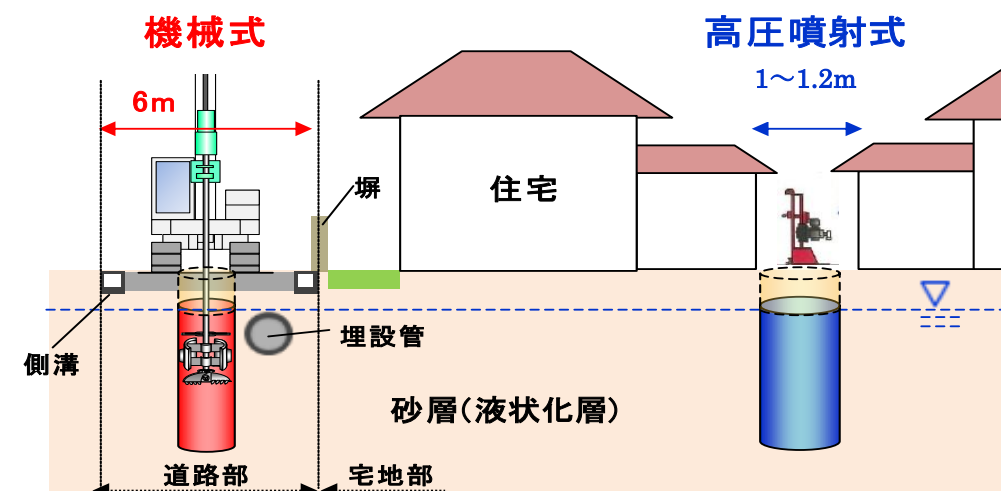 機械式
高圧噴射式
1～1.2m
6m
塀
住宅
埋設管
側溝
砂層(液状化層)
道路部
宅地部